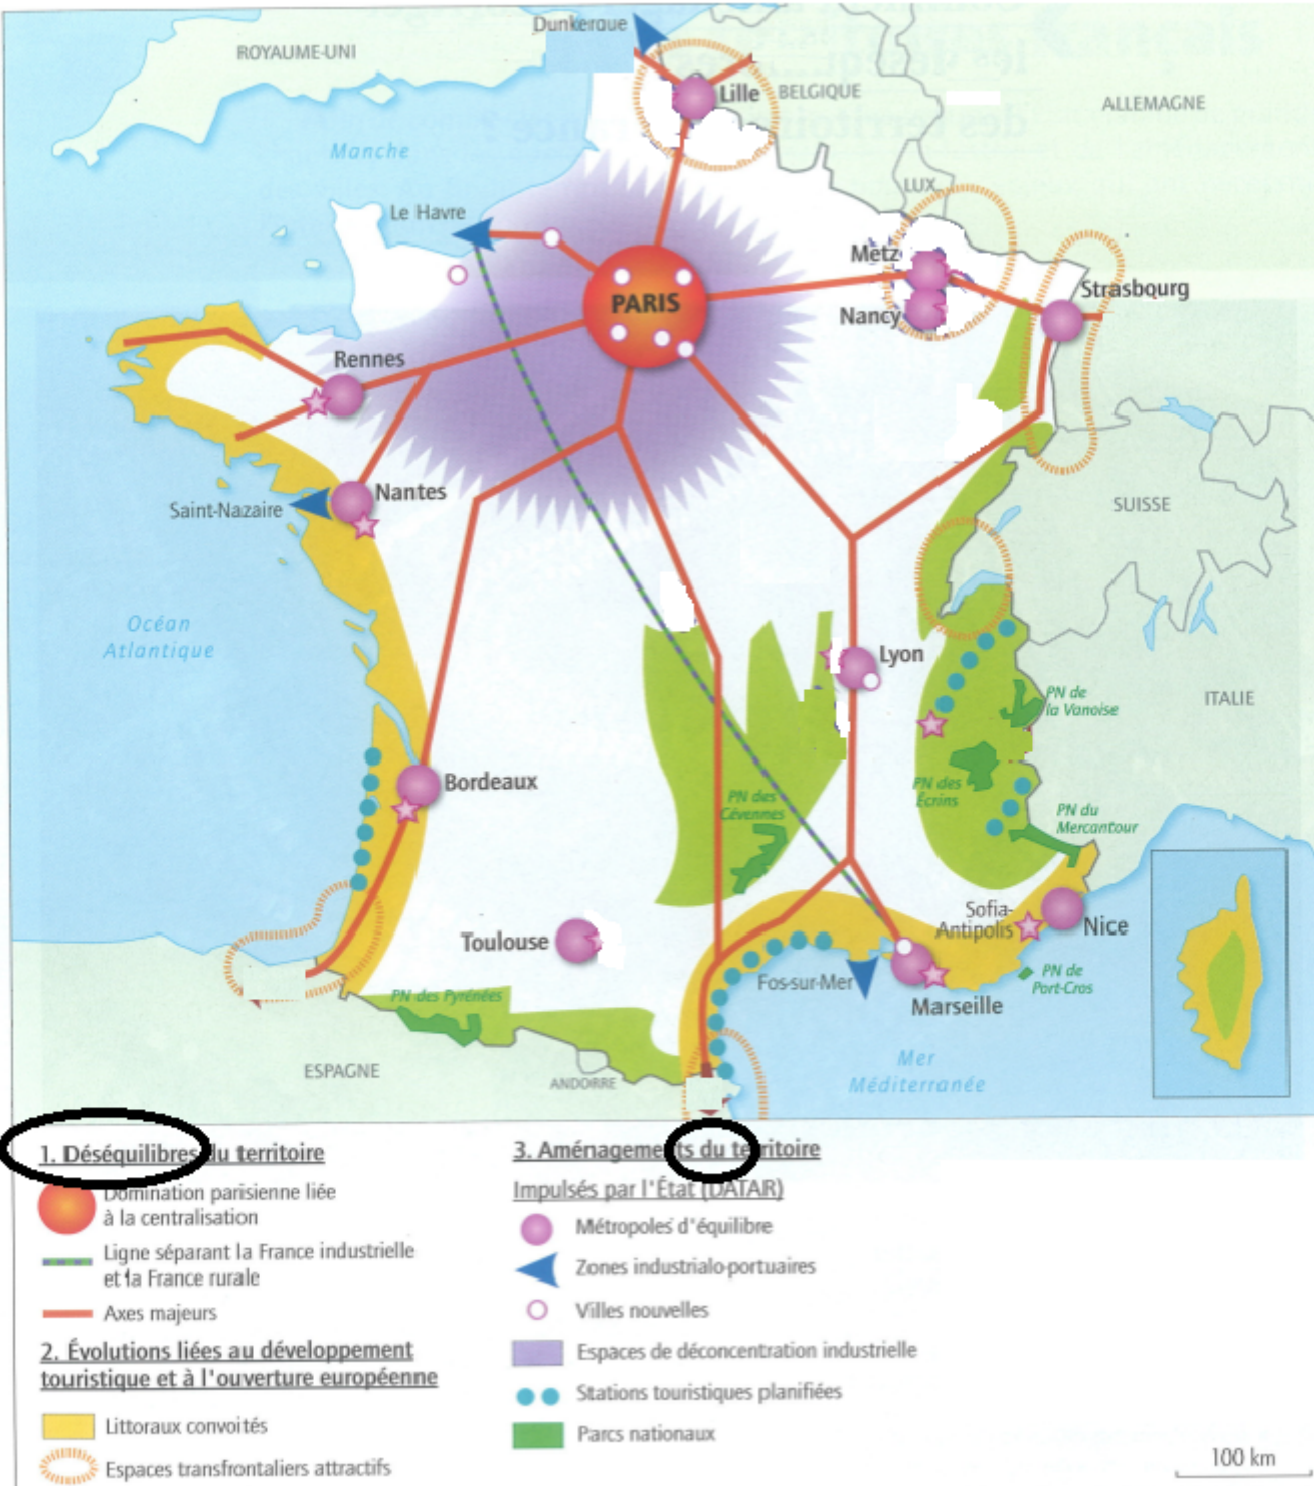 Dunkerque
ROYAUME-UNI
Lille
BELGIQUE
ALLEMAGNE
Manche
LUX.
Le Havre
Metz
Strasbourg
PARIS
Nancy
Rennes
Nantes
Saint-Nazaire
SUISSE
Océan
Atlantique
Lyon
ITALIE
PN de
la Vanoise
Bordeaux
PN des
Écrins
PN des
Cévennes
PN du
Mercantour
Sofia-
Antipolis
Nice
Toulouse
PN de
Port-Cros
Fos-sur-Mer
PN des Pyrénées
Marseille
ESPAGNE
ANDORRE
Mer
Méditerranée
1. Déséquilibres du territoire
Domination parisienne liée
à la centralisation
Ligne séparant la France industrielle
et la France rurale
Axes majeurs
2. Évolutions liées au développement
touristique et à l'ouverture européenne
Littoraux convoités
Espaces transfrontaliers attractifs
3. Aménagements du territoire
Impulsés par l'État (DATAR)
Métropoles d'équilibre
Zones industrialo-portuaires
Villes nouvelles
Espaces de déconcentration industrielle
Stations touristiques planifiées
Parcs nationaux
100 km